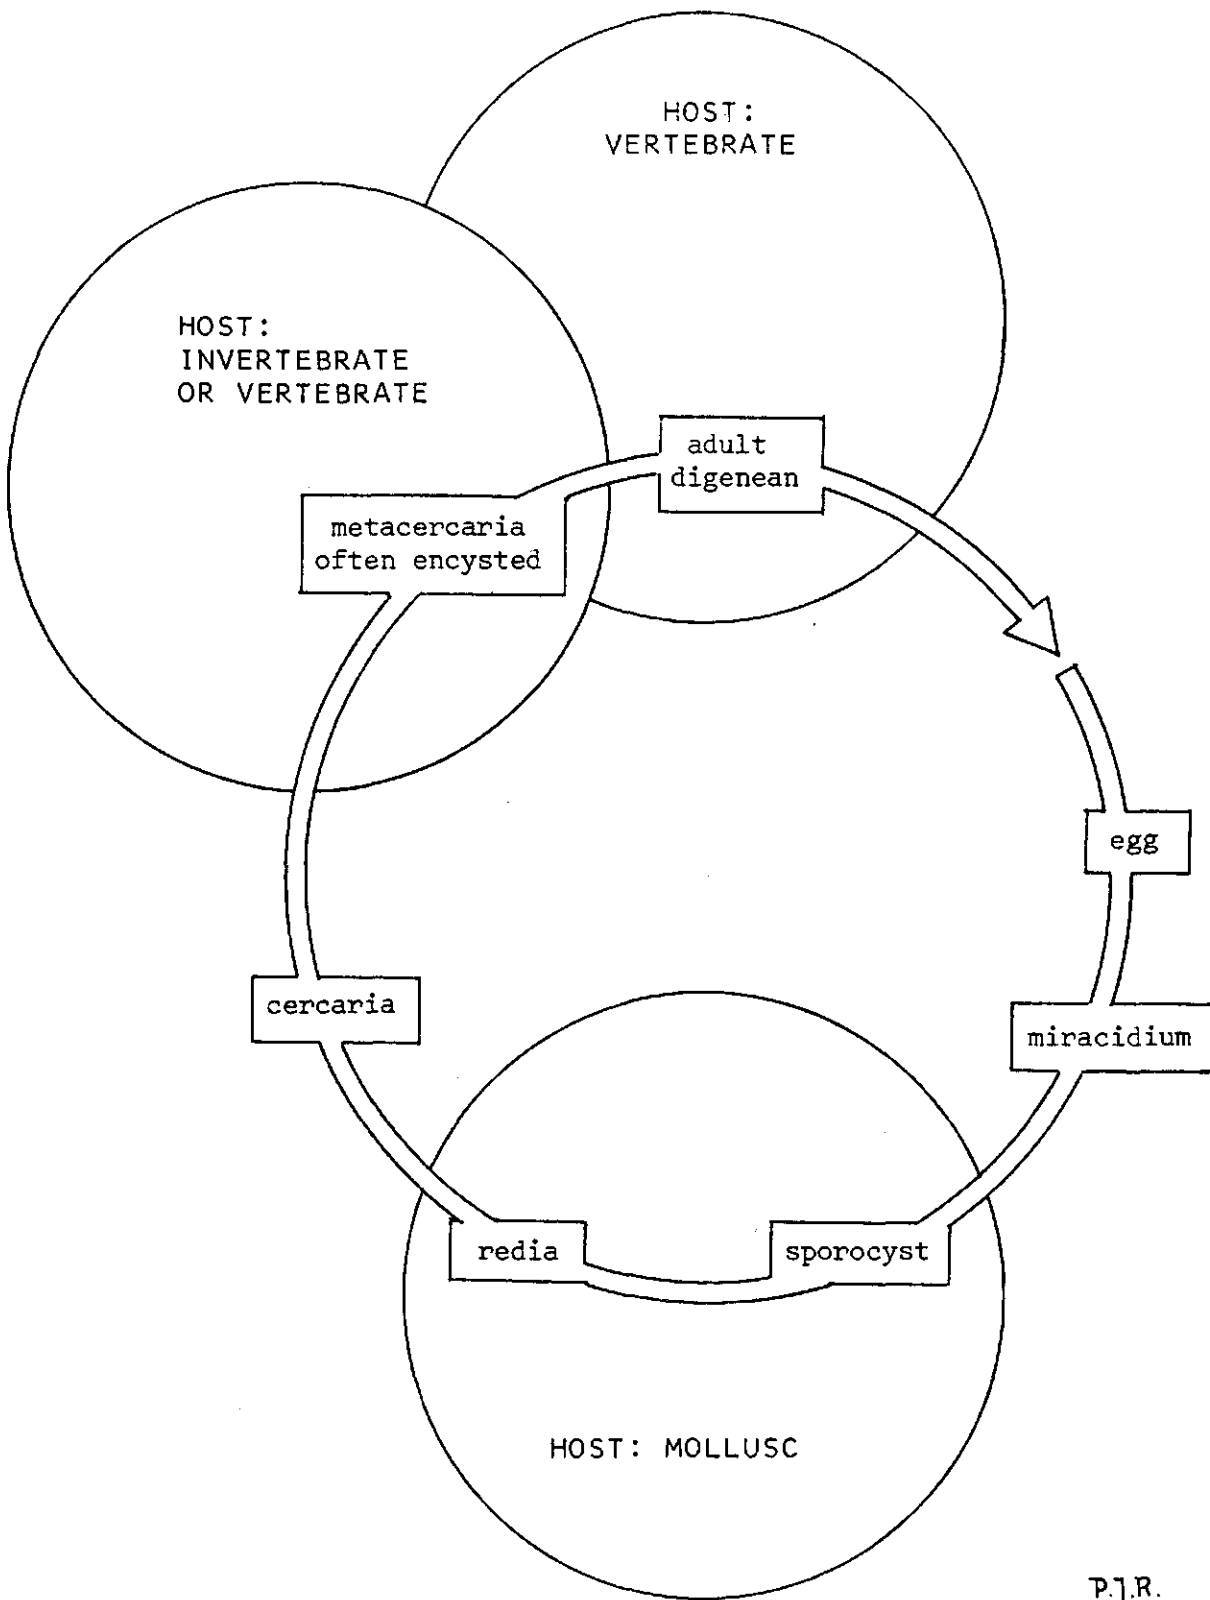 HOST:
VERTEBRATE
HOST:
INVERTEBRATE
OR VERTEBRATE
adult
digenean
metacercaria
often encysted
egg
cercaria
miracidium
redia
sporocyst
HOST: MOLLUSC
P.J.R.